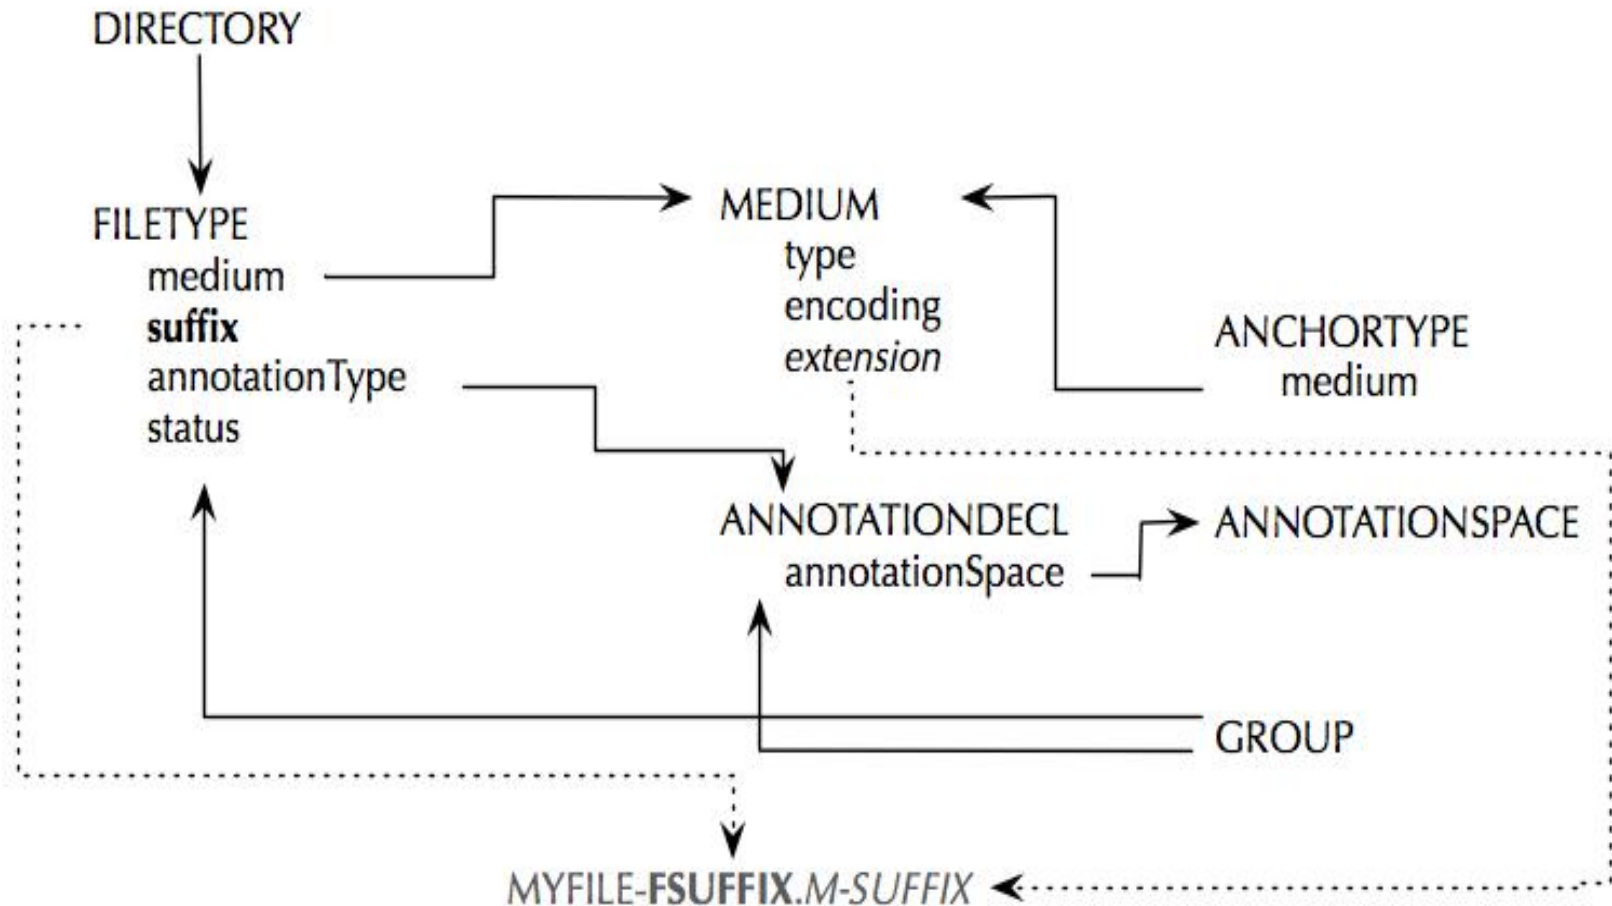 DIRECTORY
FILETYPE
medium
suffix
annotationType
status
MEDIUM
type
encoding
extension
ANCHORTYPE
medium
ANNOTATIONDECL
annotationSpace
ANNOTATIONSPACE
GROUP
MYFILE-FSUFFIX.M-SUFFIX